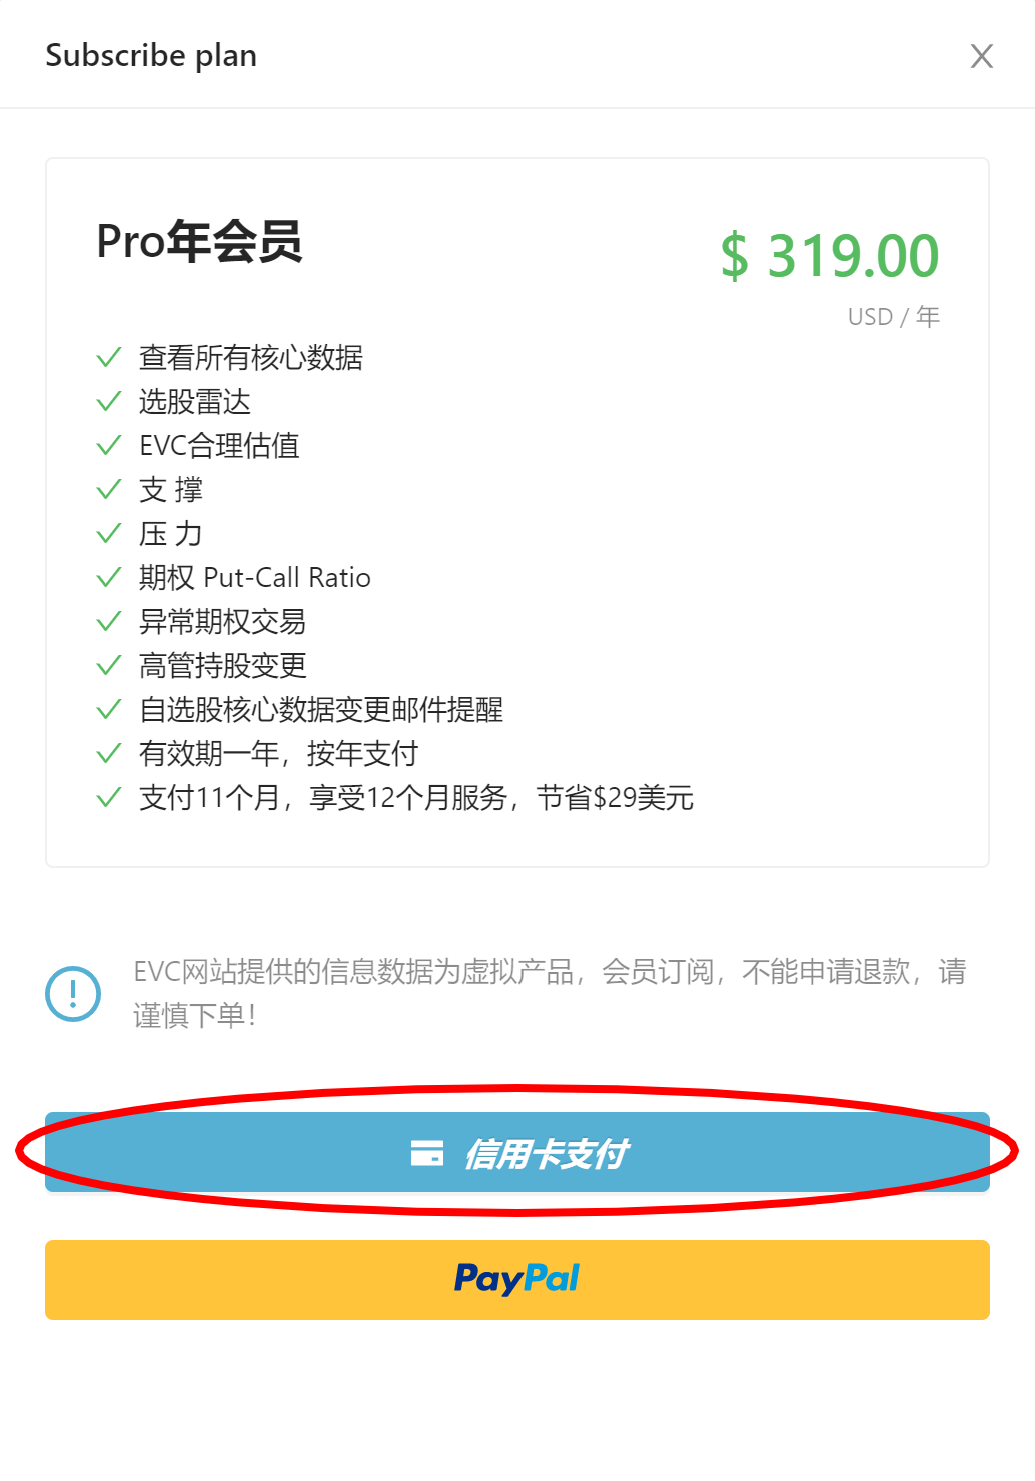 Subscribe plan
X
Pro年会员
$ 319.00
USD / 年
查看所有核心数据
选股雷达
EVC合理估值
支 撑
压 力
期权 Put-Call Ratio
异常期权交易
高管持股变更
自选股核心数据变更邮件提醒
有效期一年，按年支付
支付11个月，享受12个月服务，节省$29美元
EVC网站提供的信息数据为虚拟产品，会员订阅，不能申请退款，请
谨慎下单！
信用卡支付
PayPal